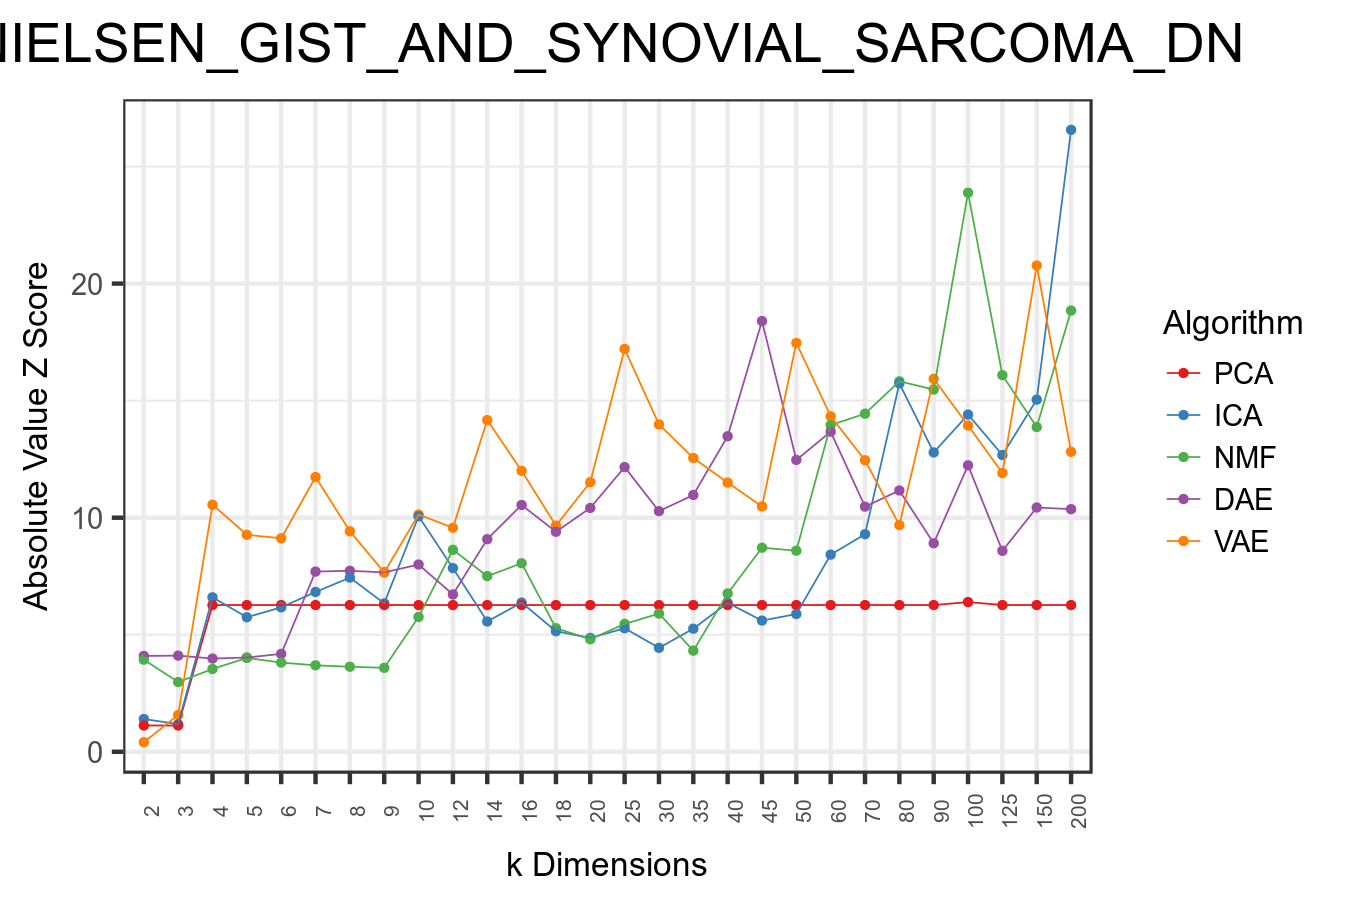 NIELSEN_GIST_AND_SYNOVIAL_SARCOMA_DN
Absolute Value Z Score
20
10
0
2 3 4 5 6 7 8 9 10 12 14 16 18 20 25 30 35 40 45 50 60 70 80 90 100 125 150 200
k Dimensions
Algorithm
PCA
ICA
NMF
DAE
VAE